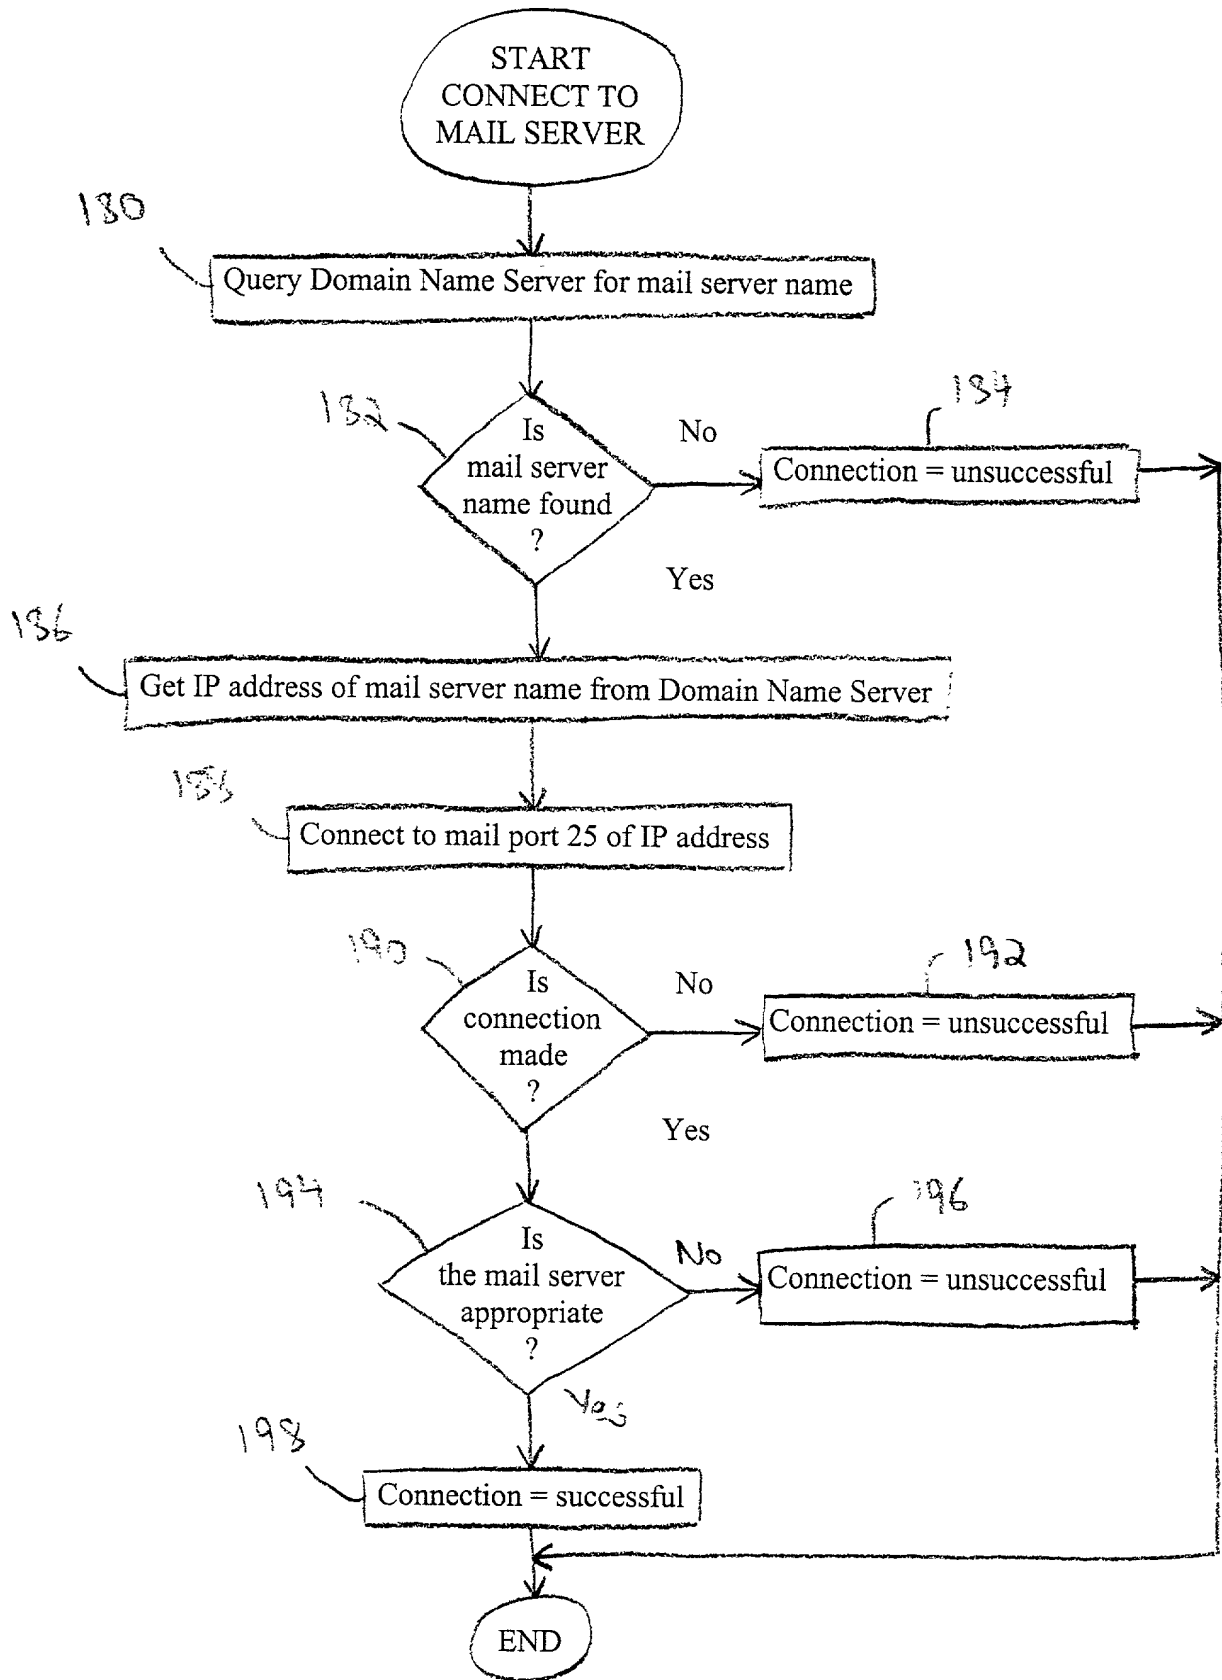 START
CONNECT TO
MAIL SERVER
180
Query Domain Name Server for mail server name
182
Is
mail server
name found
?
No
184
Connection = unsuccessful
Yes
186
Get IP address of mail server name from Domain Name Server
188
Connect to mail port 25 of IP address
190
Is
connection
made
?
No
192
Connection = unsuccessful
Yes
194
Is
the mail server
appropriate
?
No
196
Connection = unsuccessful
Yes
198
Connection = successful
END